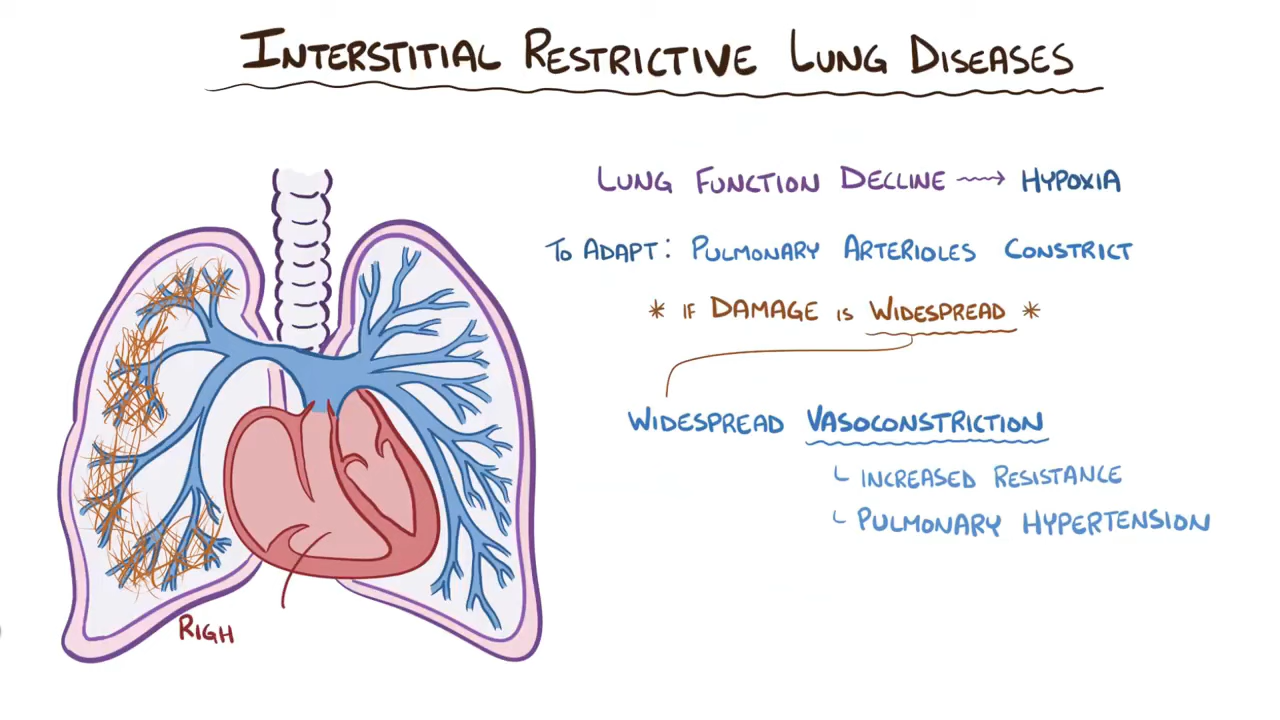 INTERSTITIAL RESTRICTIVE LUNG DISEASES
LUNG FUNCTION DECLINE → HYPOXIA
TO ADAPT: PULMONARY ARTERIOLES CONSTRICT
* IF DAMAGE IS WIDESPREAD *
WIDESPREAD VASOCONSTRICTION
INCREASED RESISTANCE
PULMONARY HYPERTENSION
RIGH